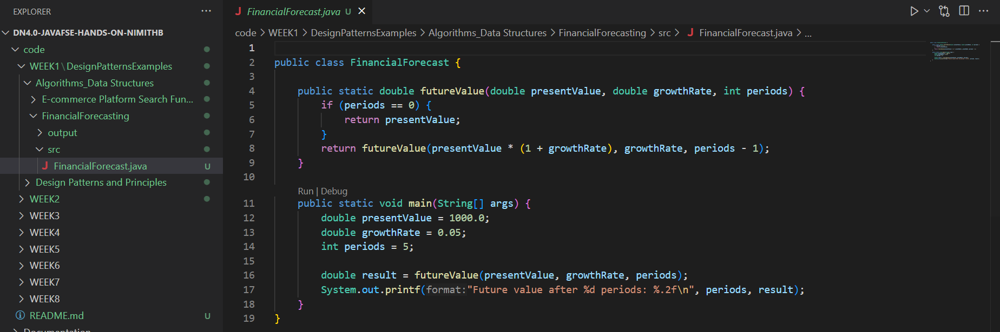 EXPLORER
DN4.0-JAVAFSE-HANDS-ON-NIMITHB
code
WEEK1\DesignPatternsExamples
Algorithms_Data Structures
E-commerce Platform Search Fun...
FinancialForecasting
output
src
J FinancialForecast.java U
Design Patterns and Principles
WEEK2
WEEK3
WEEK4
WEEK5
WEEK6
WEEK7
WEEK8
README.md U
Documentation
J FinancialForecast.java U
code > WEEK1 > DesignPatternsExamples > Algorithms_Data Structures > FinancialForecasting > src > J FinancialForecast.java > ...
1
2 public class FinancialForecast {
3
4 public static double futureValue(double presentValue, double growthRate, int periods) {
5 if (periods == 0) {
6 return presentValue;
7 }
8 return futureValue(presentValue * (1 + growthRate), growthRate, periods - 1);
9 }
10
Run | Debug
11 public static void main(String[] args) {
12 double presentValue = 1000.0;
13 double growthRate = 0.05;
14 int periods = 5;
15
16 double result = futureValue(presentValue, growthRate, periods);
17 System.out.printf(format:"Future value after %d periods: %.2f\n", periods, result);
18 }
19 }